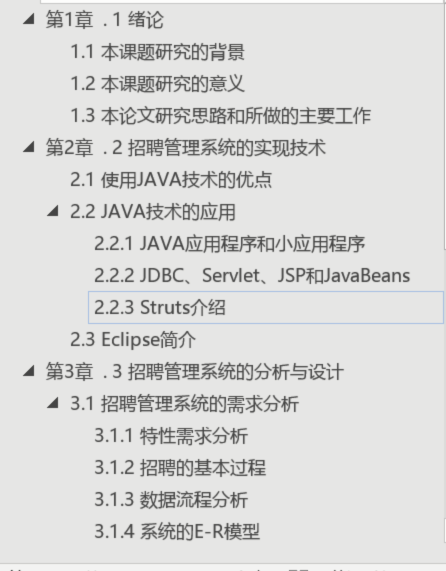 第1章 .1 绪论
1.1 本课题研究的背景
1.2 本课题研究的意义
1.3 本论文研究思路和所做的主要工作
第2章 .2 招聘管理系统的实现技术
2.1 使用JAVA技术的优点
2.2 JAVA技术的应用
2.2.1 JAVA应用程序和小应用程序
2.2.2 JDBC、Servlet、JSP和JavaBeans
2.2.3 Struts介绍
2.3 Eclipse简介
第3章 .3 招聘管理系统的分析与设计
3.1 招聘管理系统的需求分析
3.1.1 特性需求分析
3.1.2 招聘的基本过程
3.1.3 数据流程分析
3.1.4 系统的E-R模型